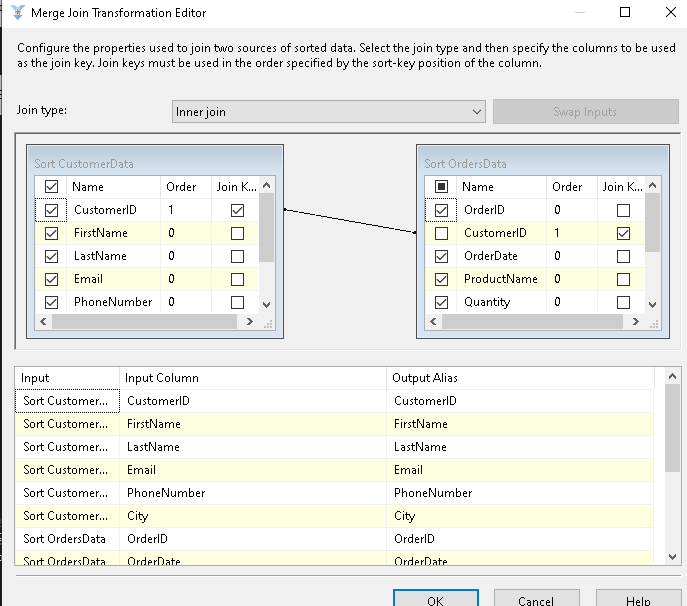 Merge Join Transformation Editor
Configure the properties used to join two sources of sorted data. Select the join type and then specify the columns to be used
as the join key. Join keys must be used in the order specified by the sort-key position of the column.
Join type: Inner join Swap Inputs
Sort CustomerData
Name Order Join K...
CustomerID 1
FirstName 0
LastName 0
Email 0
PhoneNumber 0
Sort OrdersData
Name Order Join K...
OrderID 0
CustomerID 1
OrderDate 0
ProductName 0
Quantity 0
Input Input Column Output Alias
Sort Customer... CustomerID CustomerID
Sort Customer... FirstName FirstName
Sort Customer... LastName LastName
Sort Customer... Email Email
Sort Customer... PhoneNumber PhoneNumber
Sort Customer... City City
Sort OrdersData OrderID OrderID
Sort OrdersData OrderDate OrderDate
OK Cancel Help